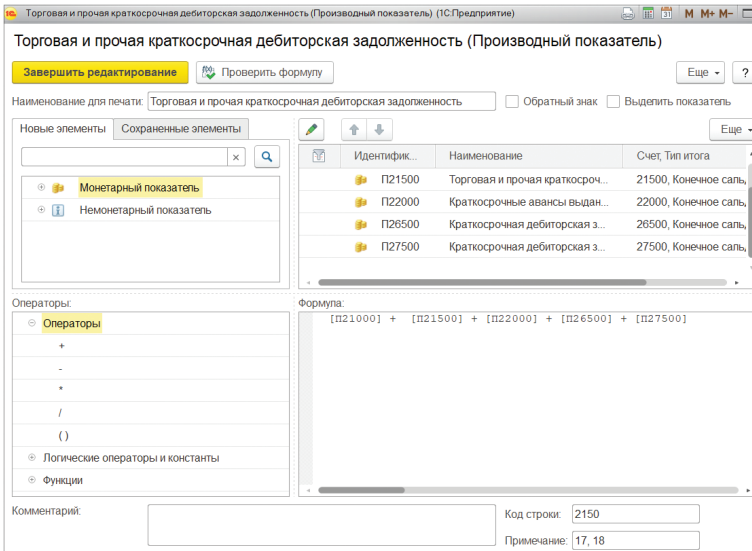 Торговая и прочая краткосрочная дебиторская задолженность (Производный показатель) (1С:Предприятие)
M M+ M−
Торговая и прочая краткосрочная дебиторская задолженность (Производный показатель)
Завершить редактирование Проверить формулу Еще ?
Наименование для печати: Торговая и прочая краткосрочная дебиторская задолженность Обратный знак Выделить показатель
Новые элементы Сохраненные элементы Еще
Идентифик... Наименование Счет, Тип итога
Монетарный показатель
Немонетарный показатель
П21500 Торговая и прочая краткосроч... 21500, Конечное саль
П22000 Краткосрочные авансы выдан... 22000, Конечное саль
П26500 Краткосрочная дебиторская з... 26500, Конечное саль
П27500 Краткосрочная дебиторская з... 27500, Конечное саль
Операторы: Формула:
Операторы
+
-
*
/
( )
Логические операторы и константы
Функции
[П21000] + [П21500] + [П22000] + [П26500] + [П27500]
Комментарий:
Код строки: 2150
Примечание: 17, 18